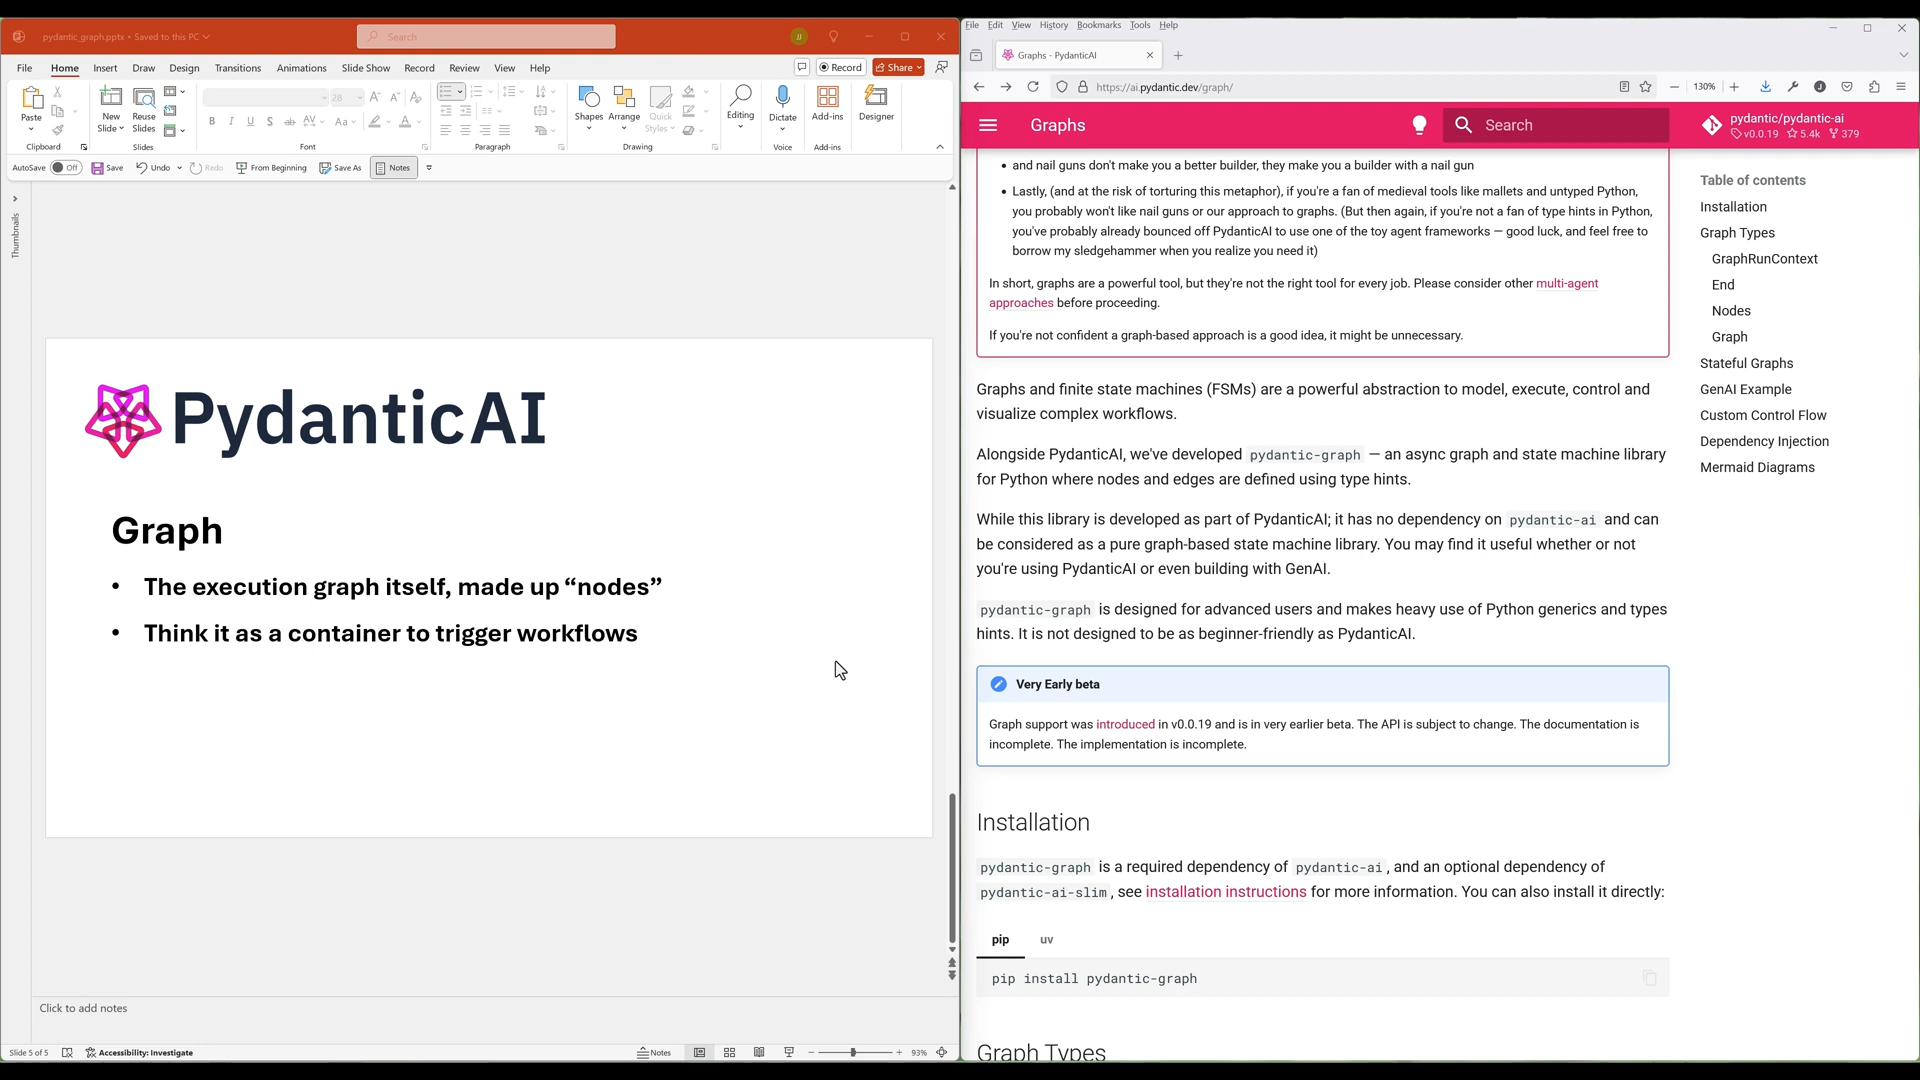 pydantic_graph.pptx • Saved to this PC
Search
JJ
File Home Insert Draw Design Transitions Animations Slide Show Record Review View Help
Record
Share
Paste
New
Slide
Reuse
Slides
28
B I U S ab AV Aa A
Shapes
Arrange
Quick
Styles
Editing
Dictate
Add-ins
Designer
Clipboard
Slides
Font
Paragraph
Drawing
Voice
Add-ins
AutoSave Off Save Undo Redo From Beginning Save As Notes
Thumbnails
PydanticAI
Graph
• The execution graph itself, made up “nodes”
• Think it as a container to trigger workflows
Click to add notes
Slide 5 of 5 Accessibility: Investigate Notes 93%
File Edit View History Bookmarks Tools Help
Graphs - PydanticAI
https://ai.pydantic.dev/graph/
130%
Graphs
Search
pydantic/pydantic-ai
v0.0.19 5.4k 379
• and nail guns don't make you a better builder, they make you a builder with a nail gun
• Lastly, (and at the risk of torturing this metaphor), if you're a fan of medieval tools like mallets and untyped Python,
you probably won't like nail guns or our approach to graphs. (But then again, if you're not a fan of type hints in Python,
you've probably already bounced off PydanticAI to use one of the toy agent frameworks — good luck, and feel free to
borrow my sledgehammer when you realize you need it)
In short, graphs are a powerful tool, but they're not the right tool for every job. Please consider other multi-agent
approaches before proceeding.
If you're not confident a graph-based approach is a good idea, it might be unnecessary.
Graphs and finite state machines (FSMs) are a powerful abstraction to model, execute, control and
visualize complex workflows.
Alongside PydanticAI, we've developed pydantic-graph — an async graph and state machine library
for Python where nodes and edges are defined using type hints.
While this library is developed as part of PydanticAI; it has no dependency on pydantic-ai and can
be considered as a pure graph-based state machine library. You may find it useful whether or not
you're using PydanticAI or even building with GenAI.
pydantic-graph is designed for advanced users and makes heavy use of Python generics and types
hints. It is not designed to be as beginner-friendly as PydanticAI.
Very Early beta
Graph support was introduced in v0.0.19 and is in very earlier beta. The API is subject to change. The documentation is
incomplete. The implementation is incomplete.
Installation
pydantic-graph is a required dependency of pydantic-ai, and an optional dependency of
pydantic-ai-slim, see installation instructions for more information. You can also install it directly:
pip uv
pip install pydantic-graph
Graph Types
Table of contents
Installation
Graph Types
GraphRunContext
End
Nodes
Graph
Stateful Graphs
GenAI Example
Custom Control Flow
Dependency Injection
Mermaid Diagrams